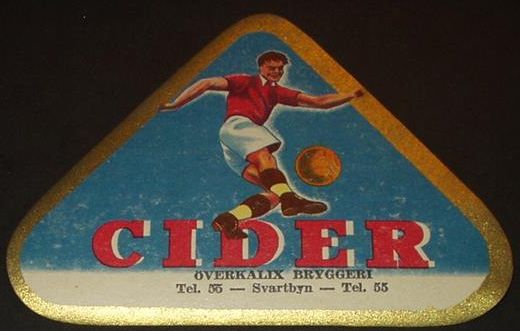 CIDER
ÖVERKALIX BRYGGERI
Tel. 55 — Svartbyn — Tel. 55